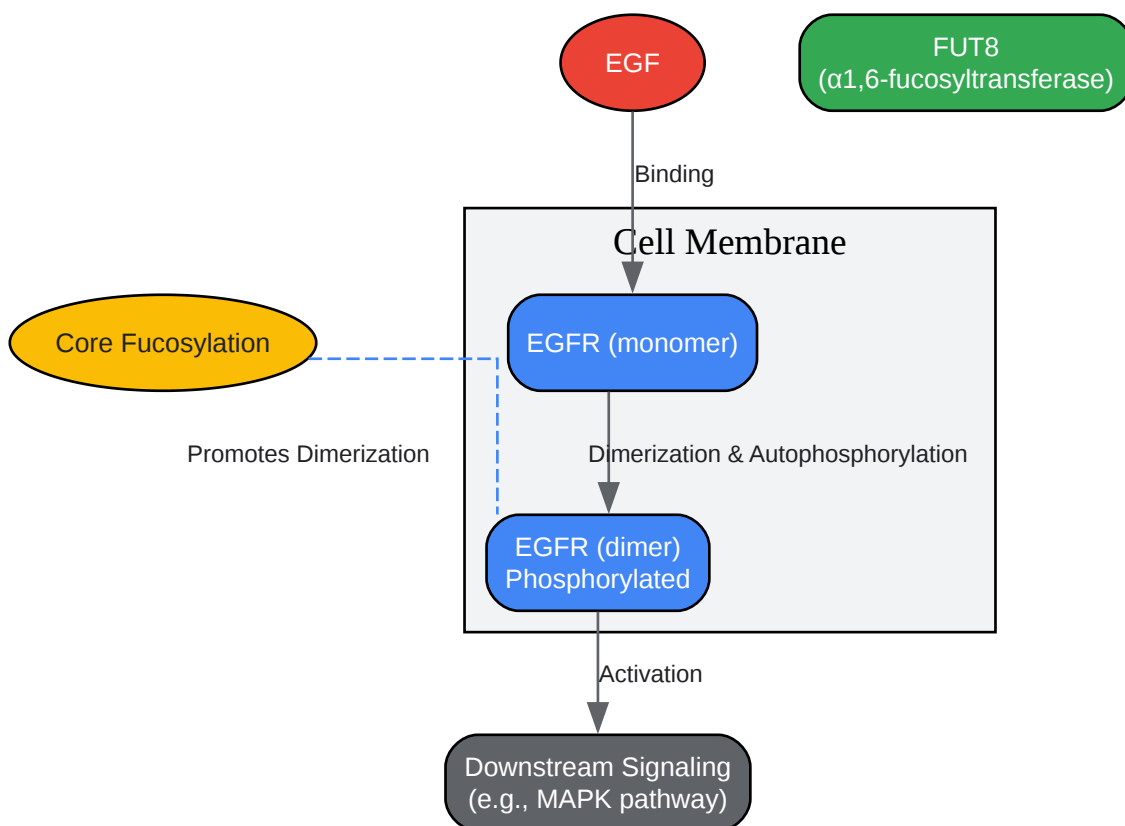 EGF
FUT8
(α1,6-fucosyltransferase)
Binding
Cell Membrane
Core Fucosylation
EGFR (monomer)
Promotes Dimerization
Dimerization & Autophosphorylation
EGFR (dimer)
Phosphorylated
Activation
Downstream Signaling
(e.g., MAPK pathway)